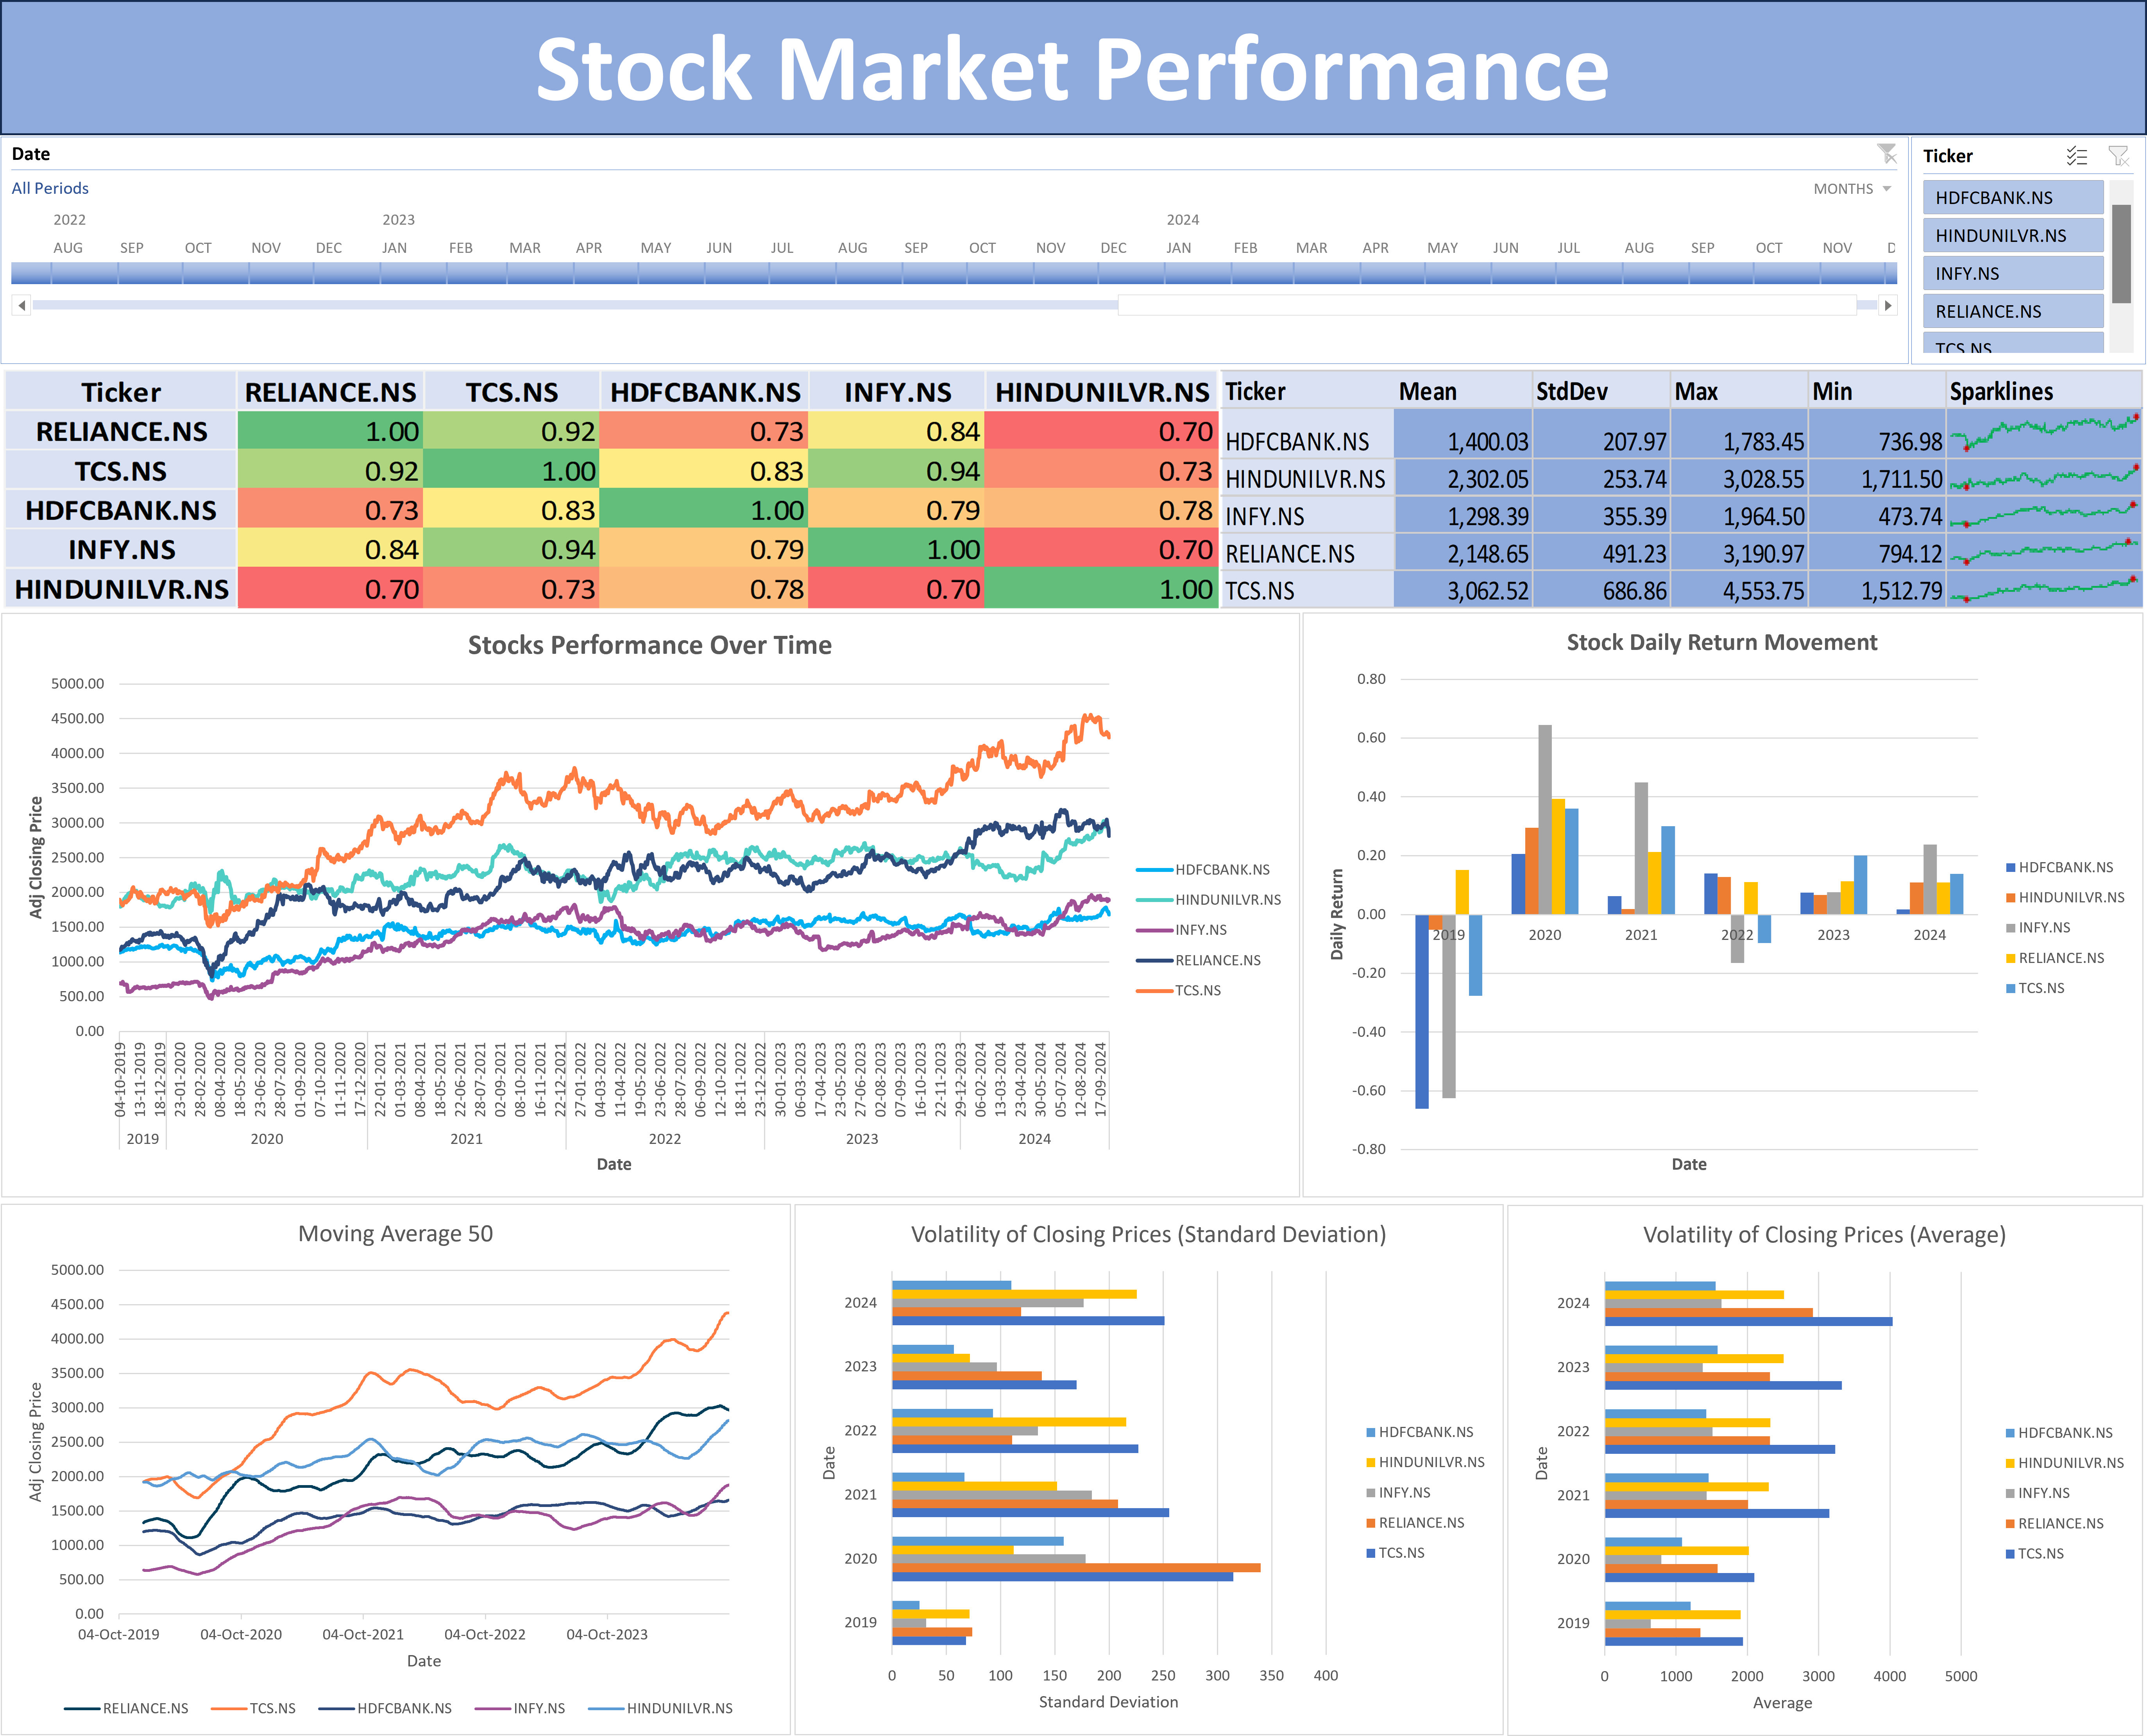 Stock Market Performance
Date
All Periods
MONTHS
2022 2023 2024
AUG SEP OCT NOV DEC JAN FEB MAR APR MAY JUN JUL AUG SEP OCT NOV DEC JAN FEB MAR APR MAY JUN JUL AUG SEP OCT NOV D
Ticker
HDFCBANK.NS
HINDUNILVR.NS
INFY.NS
RELIANCE.NS
TCS.NS
Ticker RELIANCE.NS TCS.NS HDFCBANK.NS INFY.NS HINDUNILVR.NS
RELIANCE.NS 1.00 0.92 0.73 0.84 0.70
TCS.NS 0.92 1.00 0.83 0.94 0.73
HDFCBANK.NS 0.73 0.83 1.00 0.79 0.78
INFY.NS 0.84 0.94 0.79 1.00 0.70
HINDUNILVR.NS 0.70 0.73 0.78 0.70 1.00
Ticker Mean StdDev Max Min Sparklines
HDFCBANK.NS 1,400.03 207.97 1,783.45 736.98
HINDUNILVR.NS 2,302.05 253.74 3,028.55 1,711.50
INFY.NS 1,298.39 355.39 1,964.50 473.74
RELIANCE.NS 2,148.65 491.23 3,190.97 794.12
TCS.NS 3,062.52 686.86 4,553.75 1,512.79
Stocks Performance Over Time
Adj Closing Price
5000.00
4500.00
4000.00
3500.00
3000.00
2500.00
2000.00
1500.00
1000.00
500.00
0.00
04-10-2019 13-11-2019 18-12-2019 23-01-2020 28-02-2020 08-04-2020 18-05-2020 23-06-2020 28-07-2020 01-09-2020 07-10-2020 11-11-2020 17-12-2020 22-01-2021 01-03-2021 08-04-2021 18-05-2021 22-06-2021 28-07-2021 02-09-2021 08-10-2021 16-11-2021 22-12-2021 27-01-2022 04-03-2022 11-04-2022 19-05-2022 23-06-2022 28-07-2022 06-09-2022 12-10-2022 18-11-2022 23-12-2022 30-01-2023 06-03-2023 17-04-2023 23-05-2023 27-06-2023 02-08-2023 07-09-2023 16-10-2023 22-11-2023 29-12-2023 06-02-2024 13-03-2024 23-04-2024 30-05-2024 05-07-2024 12-08-2024 17-09-2024
2019 2020 2021 2022 2023 2024
Date
HDFCBANK.NS
HINDUNILVR.NS
INFY.NS
RELIANCE.NS
TCS.NS
Stock Daily Return Movement
Daily Return
0.80
0.60
0.40
0.20
0.00
-0.20
-0.40
-0.60
-0.80
2019 2020 2021 2022 2023 2024
Date
HDFCBANK.NS
HINDUNILVR.NS
INFY.NS
RELIANCE.NS
TCS.NS
Moving Average 50
Adj Closing Price
5000.00
4500.00
4000.00
3500.00
3000.00
2500.00
2000.00
1500.00
1000.00
500.00
0.00
04-Oct-2019 04-Oct-2020 04-Oct-2021 04-Oct-2022 04-Oct-2023
Date
RELIANCE.NS TCS.NS HDFCBANK.NS INFY.NS HINDUNILVR.NS
Volatility of Closing Prices (Standard Deviation)
Date
2024
2023
2022
2021
2020
2019
0 50 100 150 200 250 300 350 400
Standard Deviation
HDFCBANK.NS
HINDUNILVR.NS
INFY.NS
RELIANCE.NS
TCS.NS
Volatility of Closing Prices (Average)
Date
2024
2023
2022
2021
2020
2019
0 1000 2000 3000 4000 5000
Average
HDFCBANK.NS
HINDUNILVR.NS
INFY.NS
RELIANCE.NS
TCS.NS